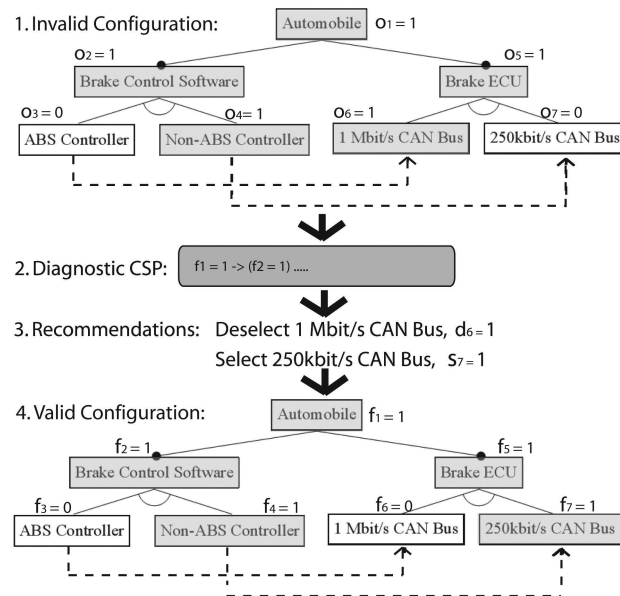 1. Invalid Configuration:
Automobile O1 = 1
O2 = 1 O5 = 1
Brake Control Software Brake ECU
O3 = 0 O4 = 1 O6 = 1 O7 = 0
ABS Controller Non-ABS Controller 1 Mbit/s CAN Bus 250kbit/s CAN Bus
2. Diagnostic CSP: f1 = 1 -> (f2 = 1) .....
3. Recommendations: Deselect 1 Mbit/s CAN Bus, d6 = 1
Select 250kbit/s CAN Bus, s7 = 1
4. Valid Configuration:
Automobile f1 = 1
f2 = 1 f5 = 1
Brake Control Software Brake ECU
f3 = 0 f4 = 1 f6 = 0 f7 = 1
ABS Controller Non-ABS Controller 1 Mbit/s CAN Bus 250kbit/s CAN Bus